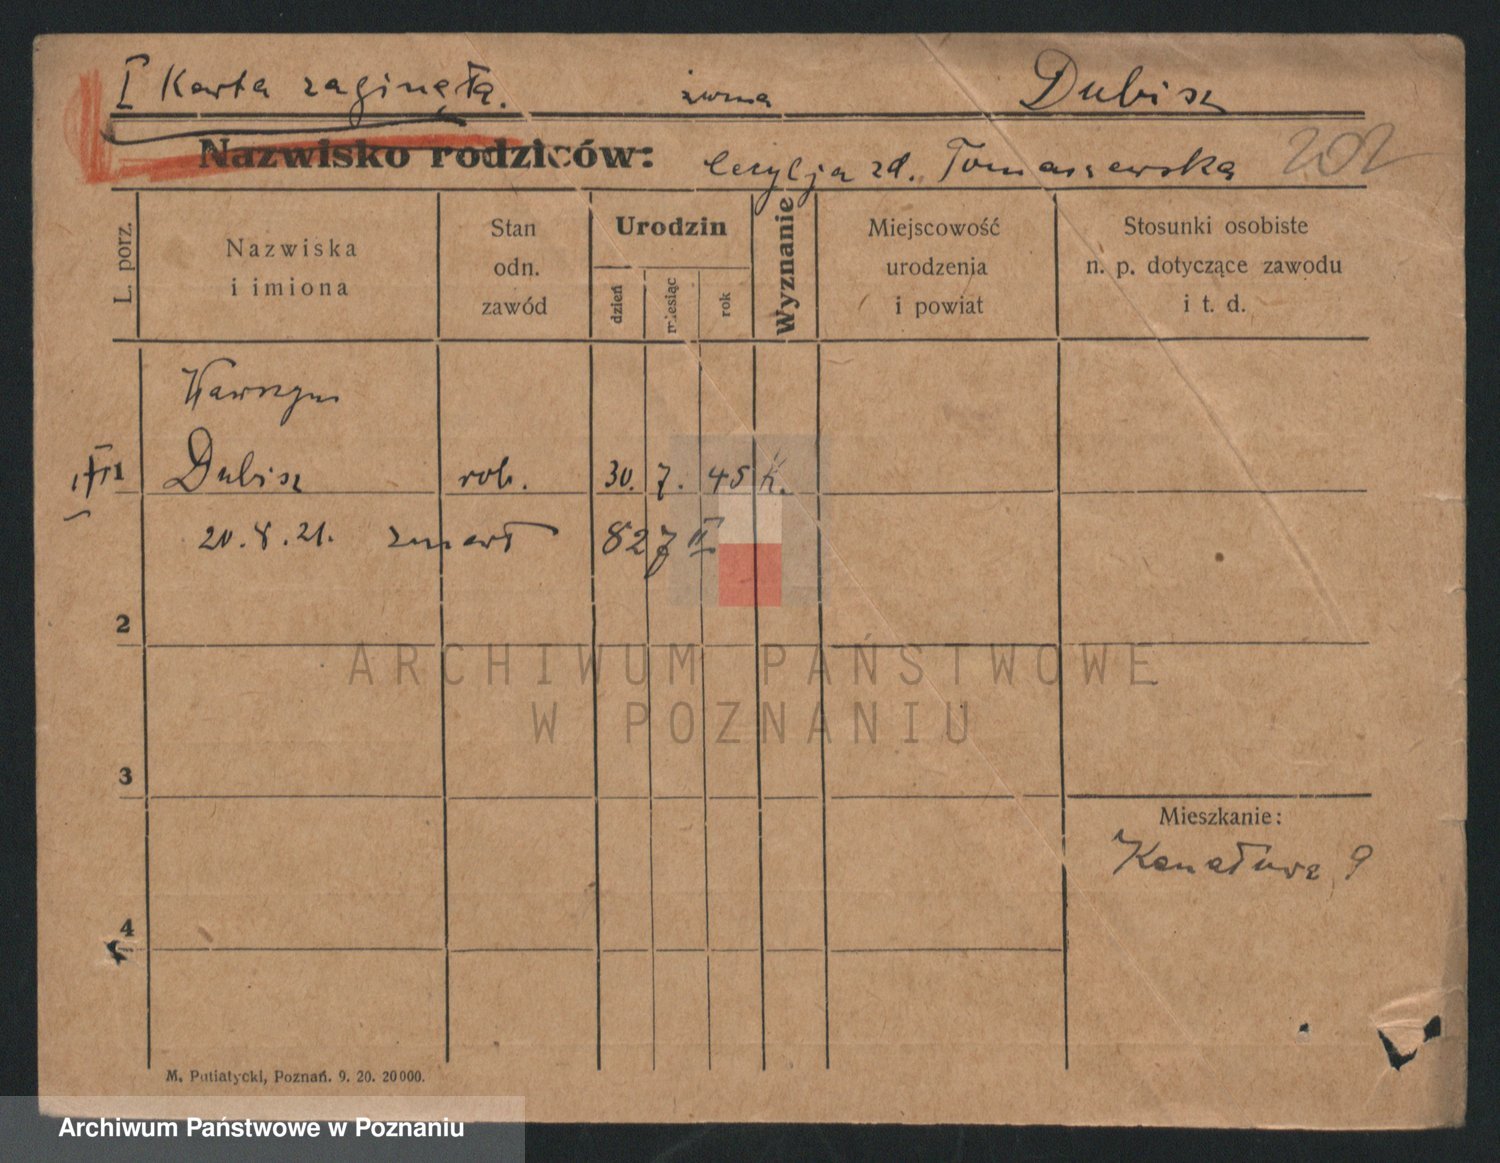 I Karta zaginęła. żona Dubisz
Nazwisko rodziców: Cecylja zd. Tomaszewska 202
L. porz.
Nazwiska
i imiona
Stan
odn.
zawód
Urodzin
dzień
miesiąc
rok
Wyznanie
Miejscowość
urodzenia
i powiat
Stosunki osobiste
n. p. dotyczące zawodu
i t. d.
Wawrzyn
1 Dubisz rob. 30. 7. 45 k.
20. 8. 21. zmarł 827 II
2
ARCHIWUM PAŃSTWOWE
W POZNANIU
3
Mieszkanie:
Kanałowa 9
4
M. Putiatycki, Poznań. 9. 20. 20000.
Archiwum Państwowe w Poznaniu